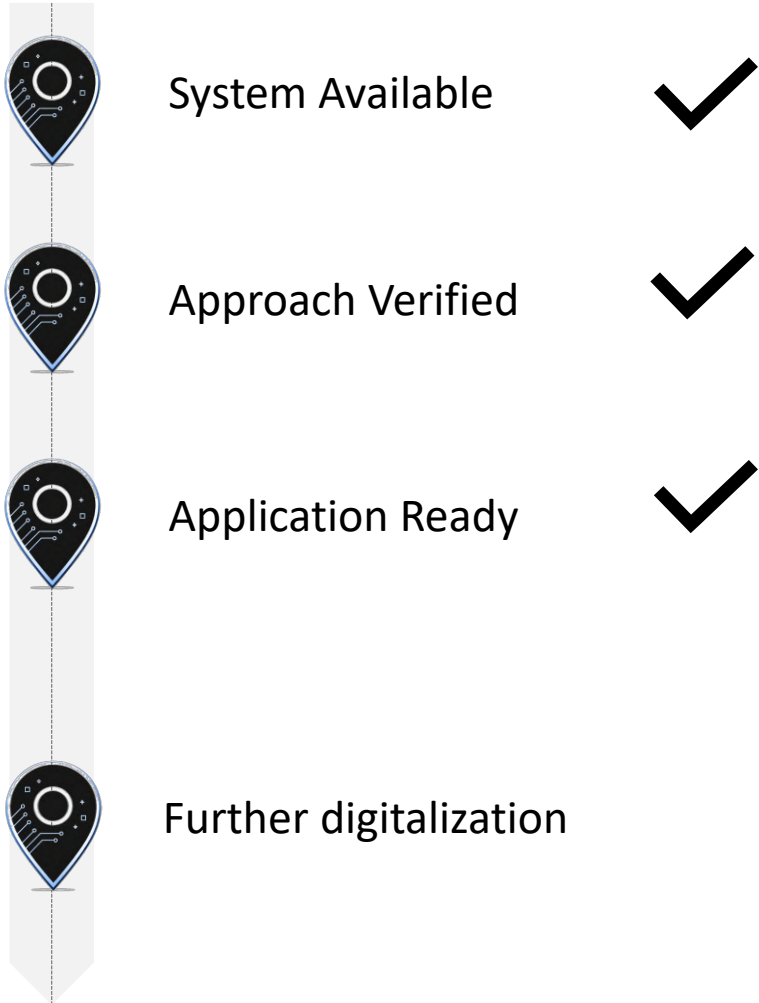 System Available
Approach Verified
Application Ready
Further digitalization